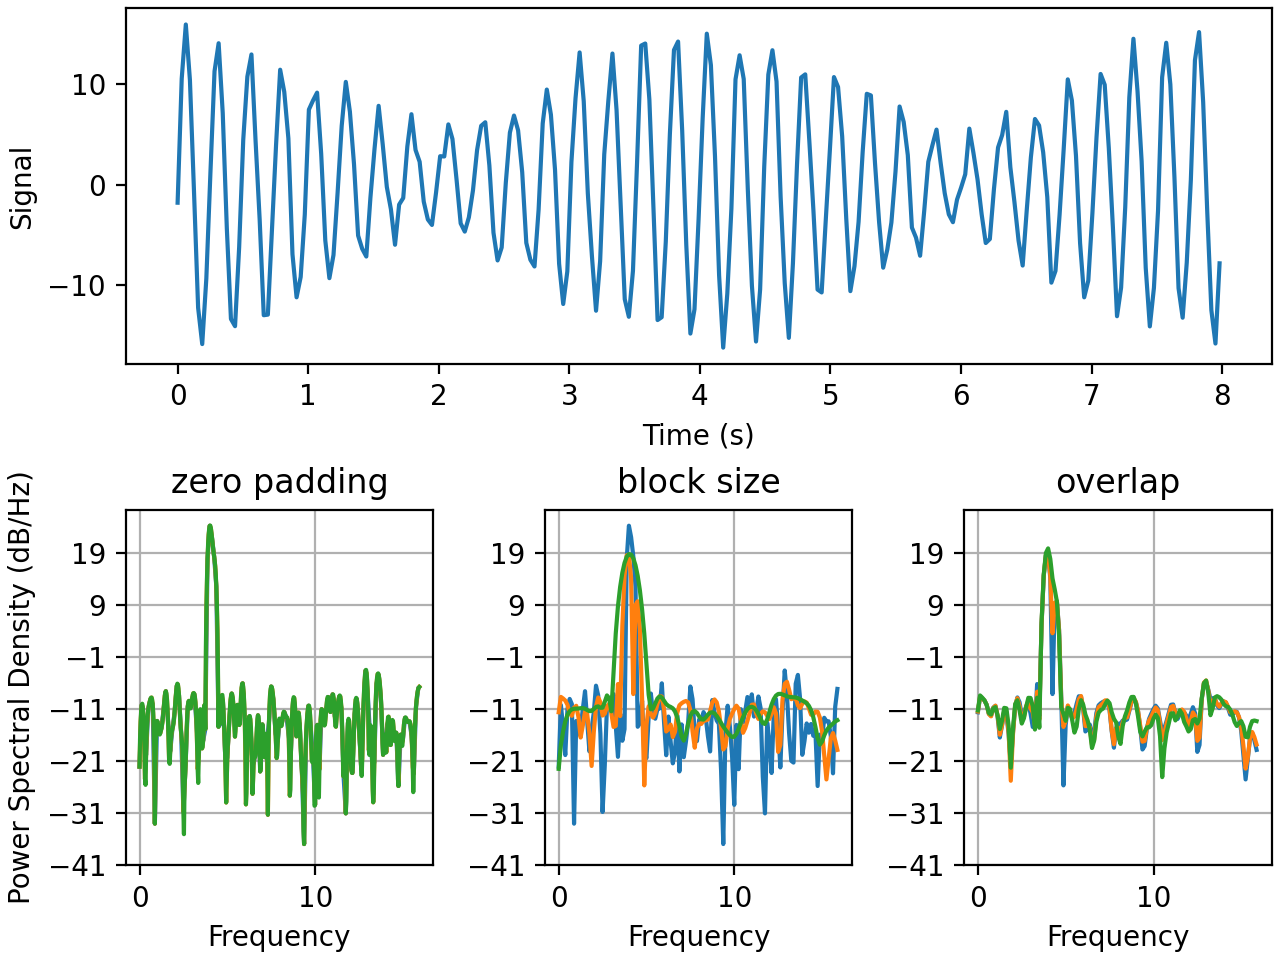 10
0
−10
Signal
0 1 2 3 4 5 6 7 8
Time (s)
zero padding
block size
overlap
Power Spectral Density (dB/Hz)
19
9
−1
−11
−21
−31
−41
0 10
Frequency
19
9
−1
−11
−21
−31
−41
0 10
Frequency
19
9
−1
−11
−21
−31
−41
0 10
Frequency